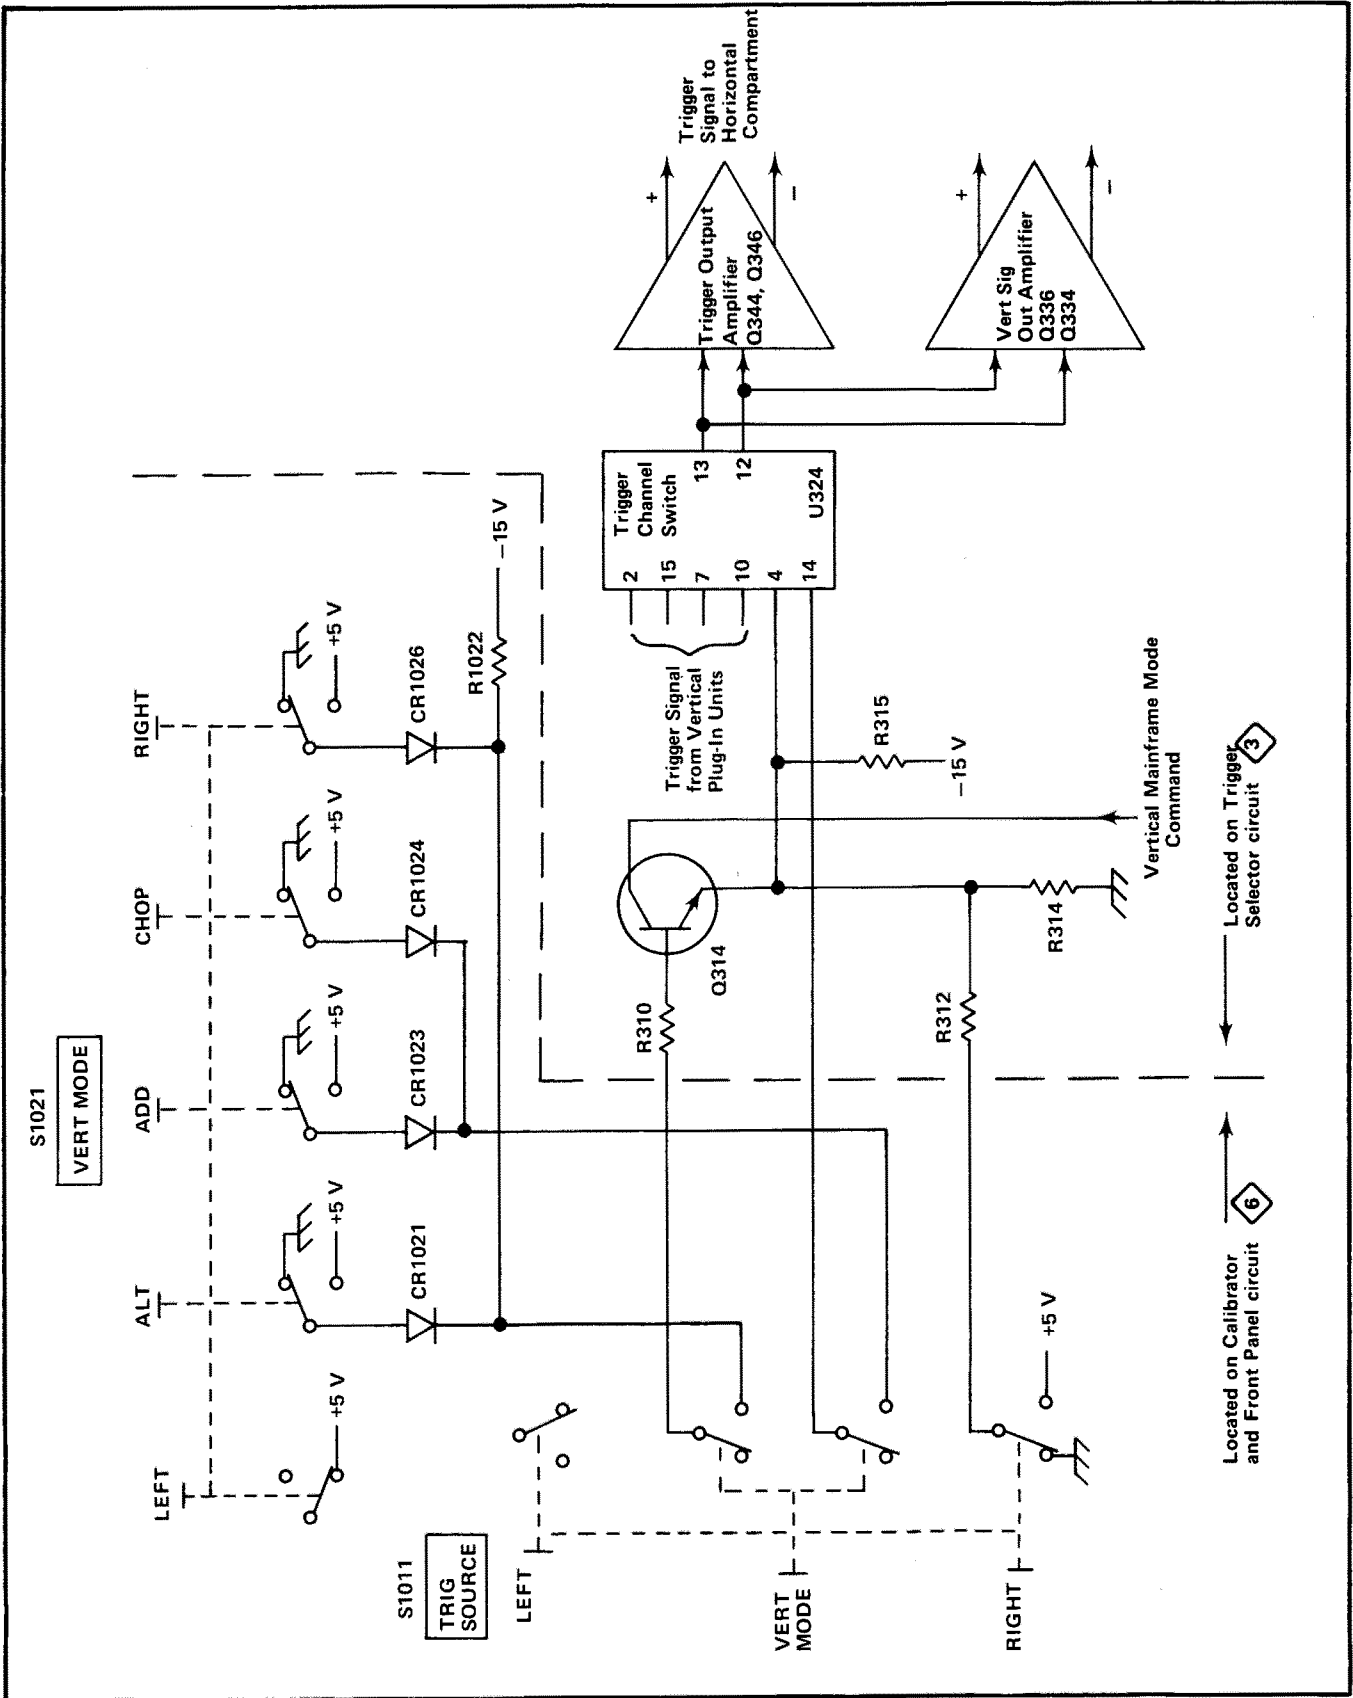 S1021
VERT MODE
LEFT
ALT
ADD
CHOP
RIGHT
+5 V
+5 V
+5 V
+5 V
+5 V
CR1021
CR1023
CR1024
CR1026
R1022
−15 V
S1011
TRIG
SOURCE
LEFT
VERT
MODE
RIGHT
+5 V
R310
Q314
R312
R314
R315
−15 V
Trigger Signal
from Vertical
Plug-In Units
2
15
7
10
4
14
Trigger
Channel
Switch
13
12
U324
Trigger Output
Amplifier
Q344, Q346
+
−
Trigger
Signal to
Horizontal
Compartment
Vert Sig
Out Amplifier
Q336
Q334
+
−
Vertical Mainframe Mode
Command
Located on Calibrator
and Front Panel circuit
6
Located on Trigger
Selector circuit
3